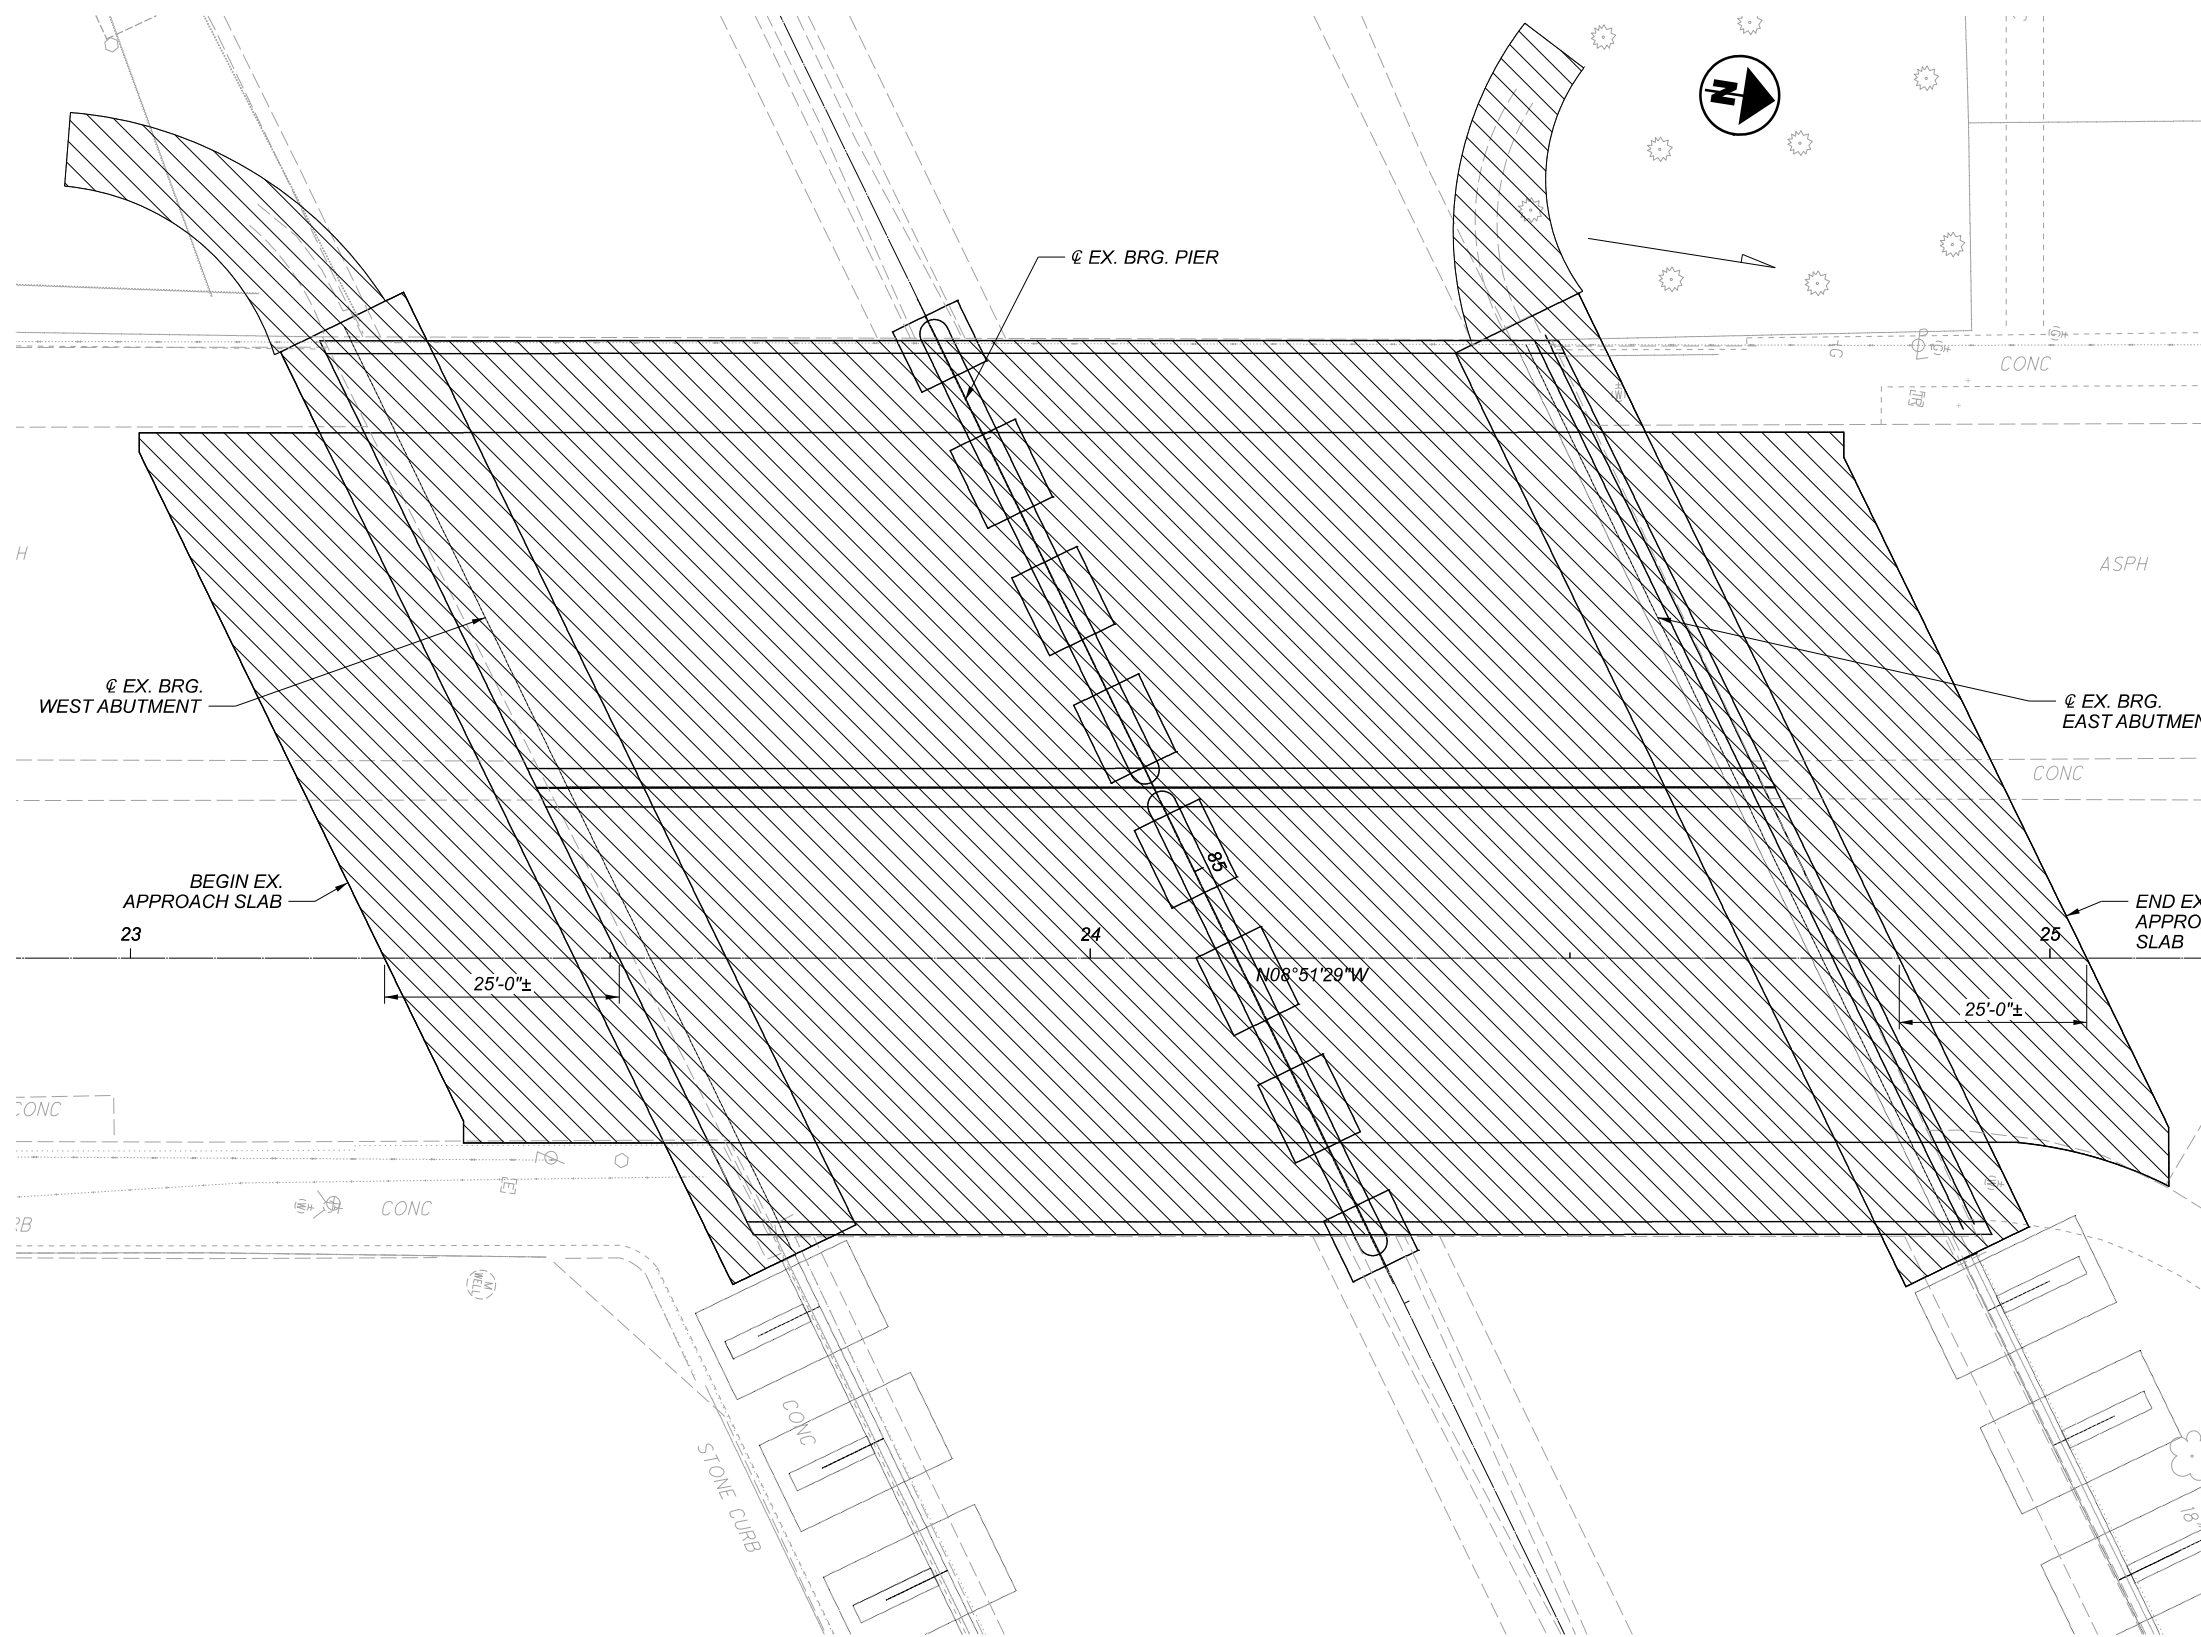 N
℄ EX. BRG. PIER
CONC
H
ASPH
℄ EX. BRG.
WEST ABUTMENT
℄ EX. BRG.
EAST ABUTMEN
CONC
85
BEGIN EX.
APPROACH SLAB
END EX
APPRO
SLAB
23
24
25
N08°51'29"W
25'-0"±
25'-0"±
CONC
[E]
CONC
M
WELL
CONC
STONE CURB
18"